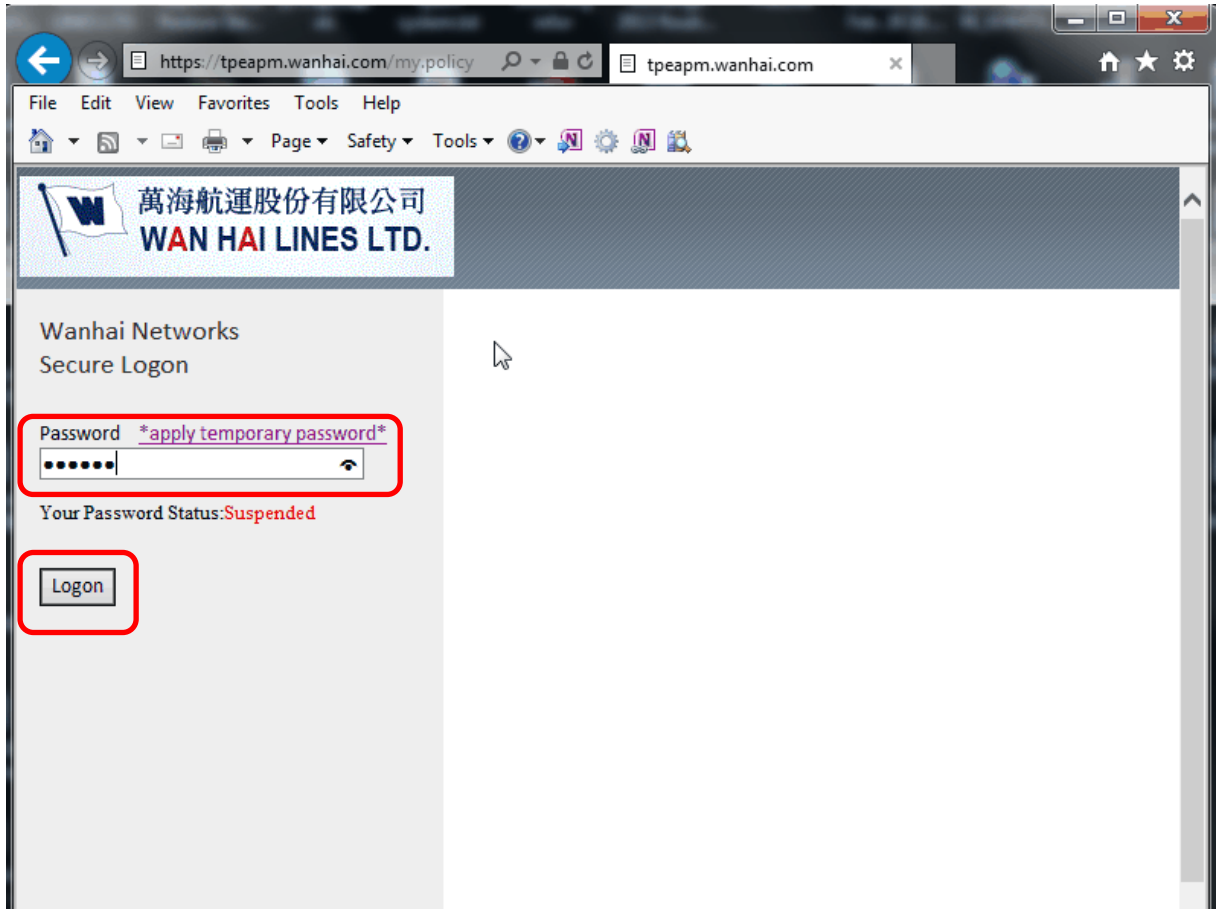 https://tpeapm.wanhai.com/my.policy
tpeapm.wanhai.com
File Edit View Favorites Tools Help
Page Safety Tools
W 萬海航運股份有限公司
WAN HAI LINES LTD.
Wanhai Networks
Secure Logon
Password *apply temporary password*
Your Password Status:Suspended
Logon